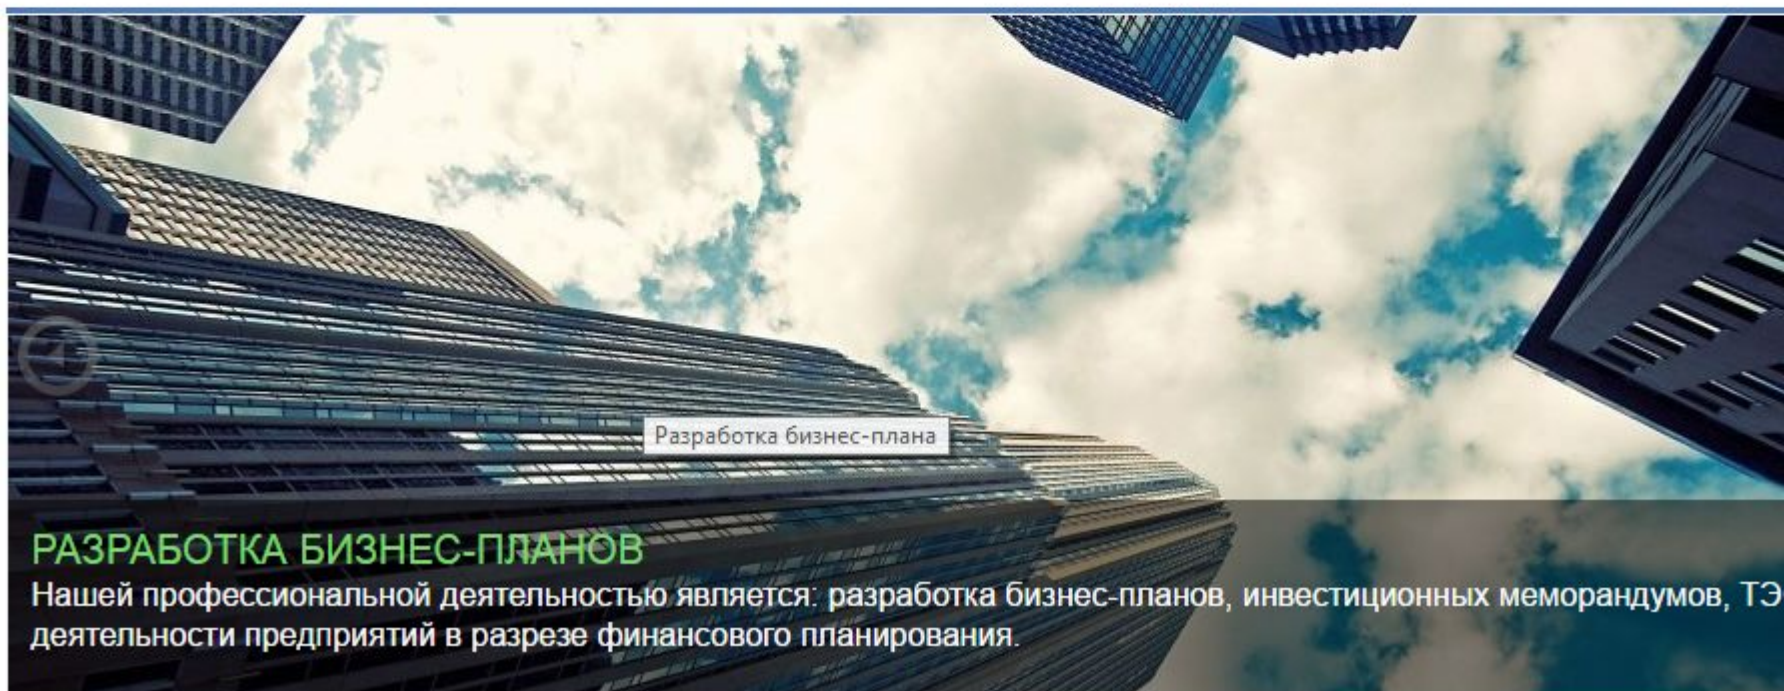 Разработка бизнес-плана
РАЗРАБОТКА БИЗНЕС-ПЛАНОВ
Нашей профессиональной деятельностью является: разработка бизнес-планов, инвестиционных меморандумов,
деятельности предприятий в разрезе финансового планирования.